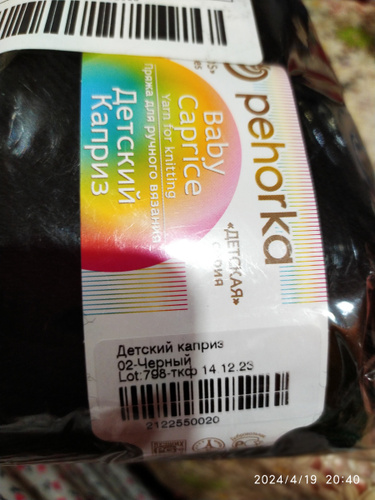 pehorka
«ДЕТСКАЯ»
Baby
Caprice
Yarn for knitting
Пряжа для ручного вязания
Детский
Каприз
Детский каприз
02-Черный
Lot:798-ткф 14 12.23
2122550020
2024/4/19 20:40